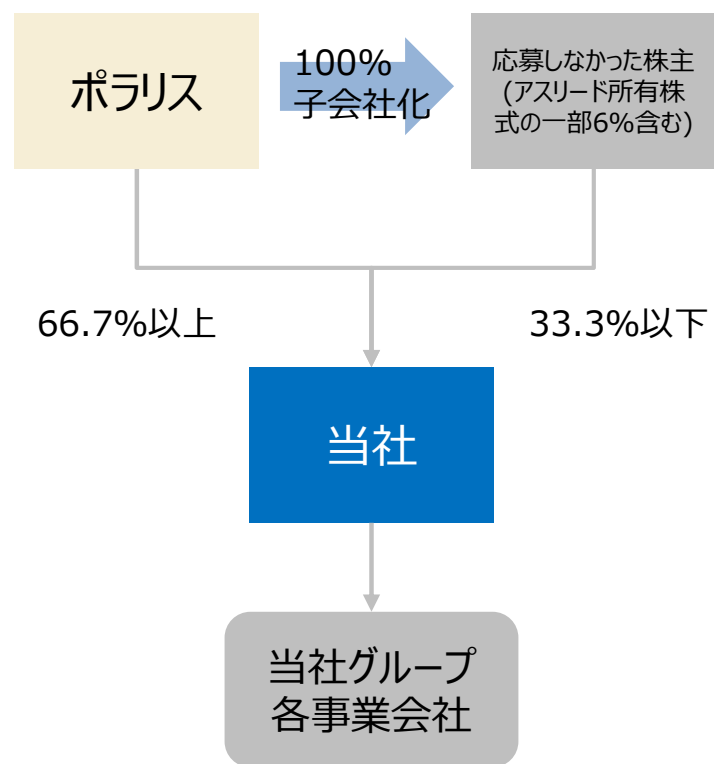 ポラリス
100%
子会社化
応募しなかった株主
(アスリード所有株
式の一部6%含む)
66.7%以上
33.3%以下
当社
当社グループ
各事業会社